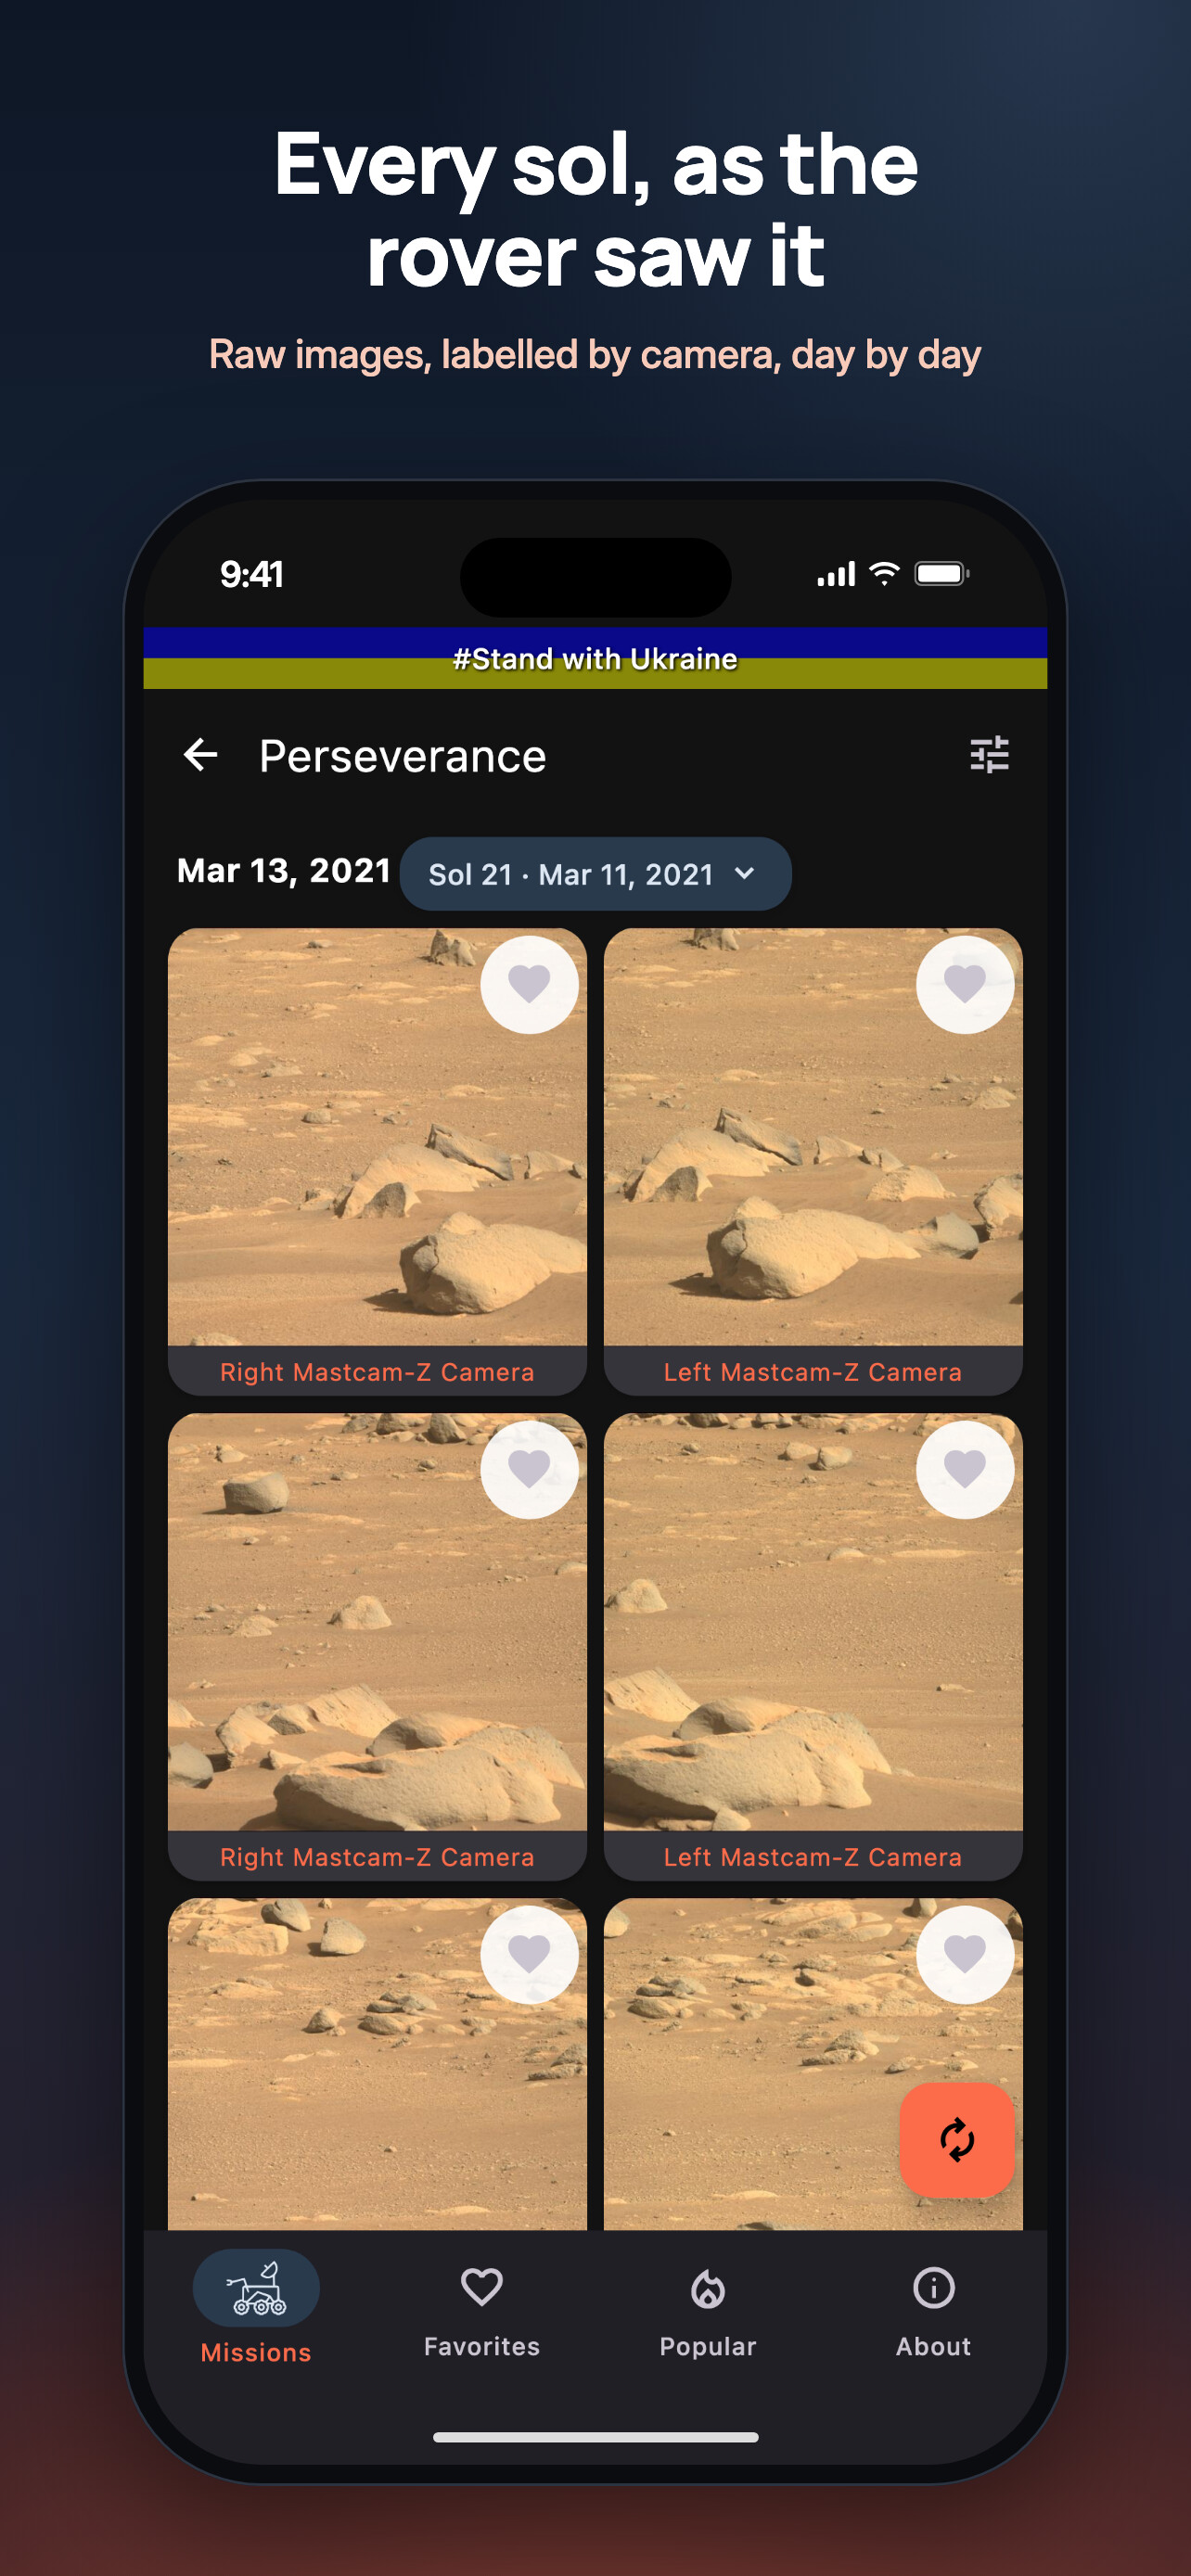 Every sol, as the
rover saw it
Raw images, labelled by camera, day by day
9:41
#Stand with Ukraine
Perseverance
Mar 13, 2021
Sol 21 · Mar 11, 2021
Right Mastcam-Z Camera
Left Mastcam-Z Camera
Right Mastcam-Z Camera
Left Mastcam-Z Camera
Missions
Favorites
Popular
About